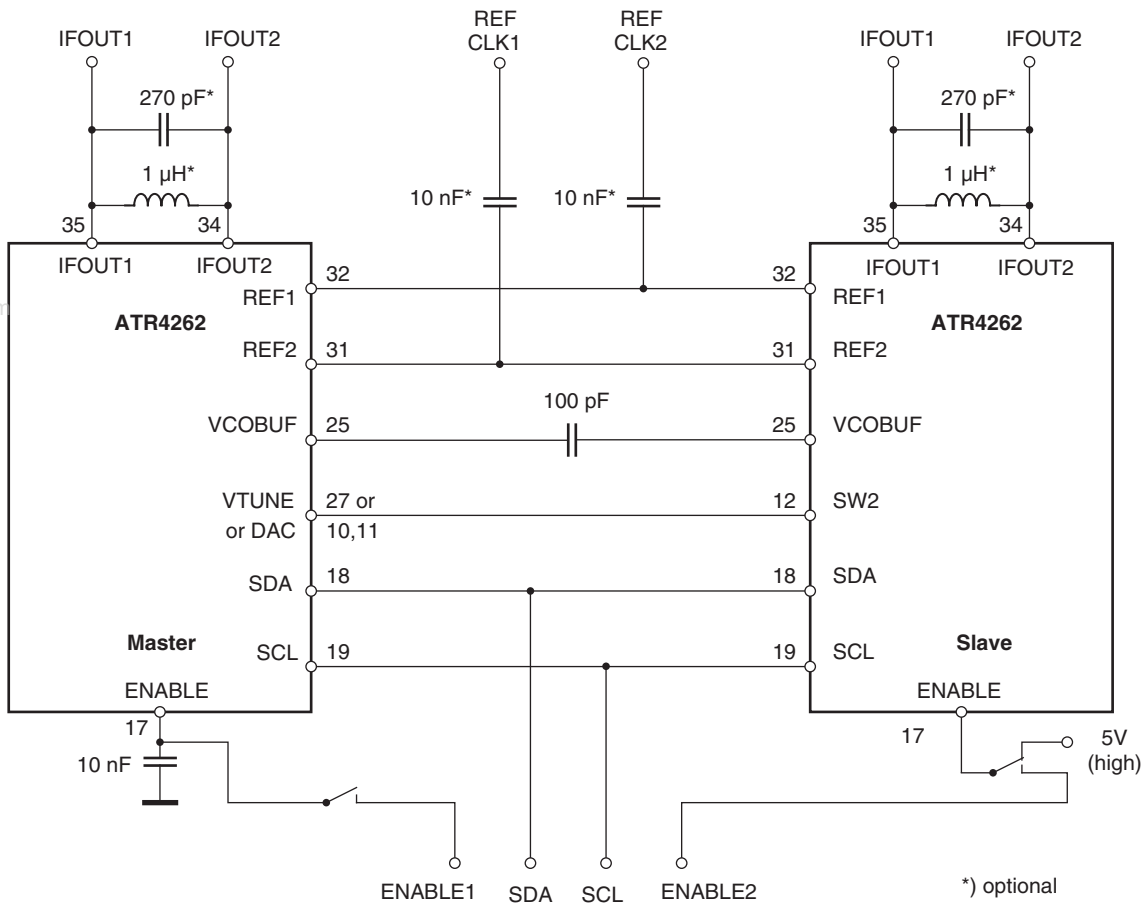 REF
CLK1
REF
CLK2
IFOUT1
IFOUT2
IFOUT1
IFOUT2
270 pF*
270 pF*
1 µH*
1 µH*
10 nF*
10 nF*
35
34
35
34
IFOUT1
IFOUT2
IFOUT1
IFOUT2
32
32
REF1
REF1
ATR4262
ATR4262
REF2
31
31
REF2
100 pF
VCOBUF
25
25
VCOBUF
VTUNE
27 or
12
SW2
or DAC
10,11
SDA
18
18
SDA
Master
Slave
SCL
19
19
SCL
ENABLE
ENABLE
17
17
5V
(high)
10 nF
ENABLE1
SDA
SCL
ENABLE2
*) optional